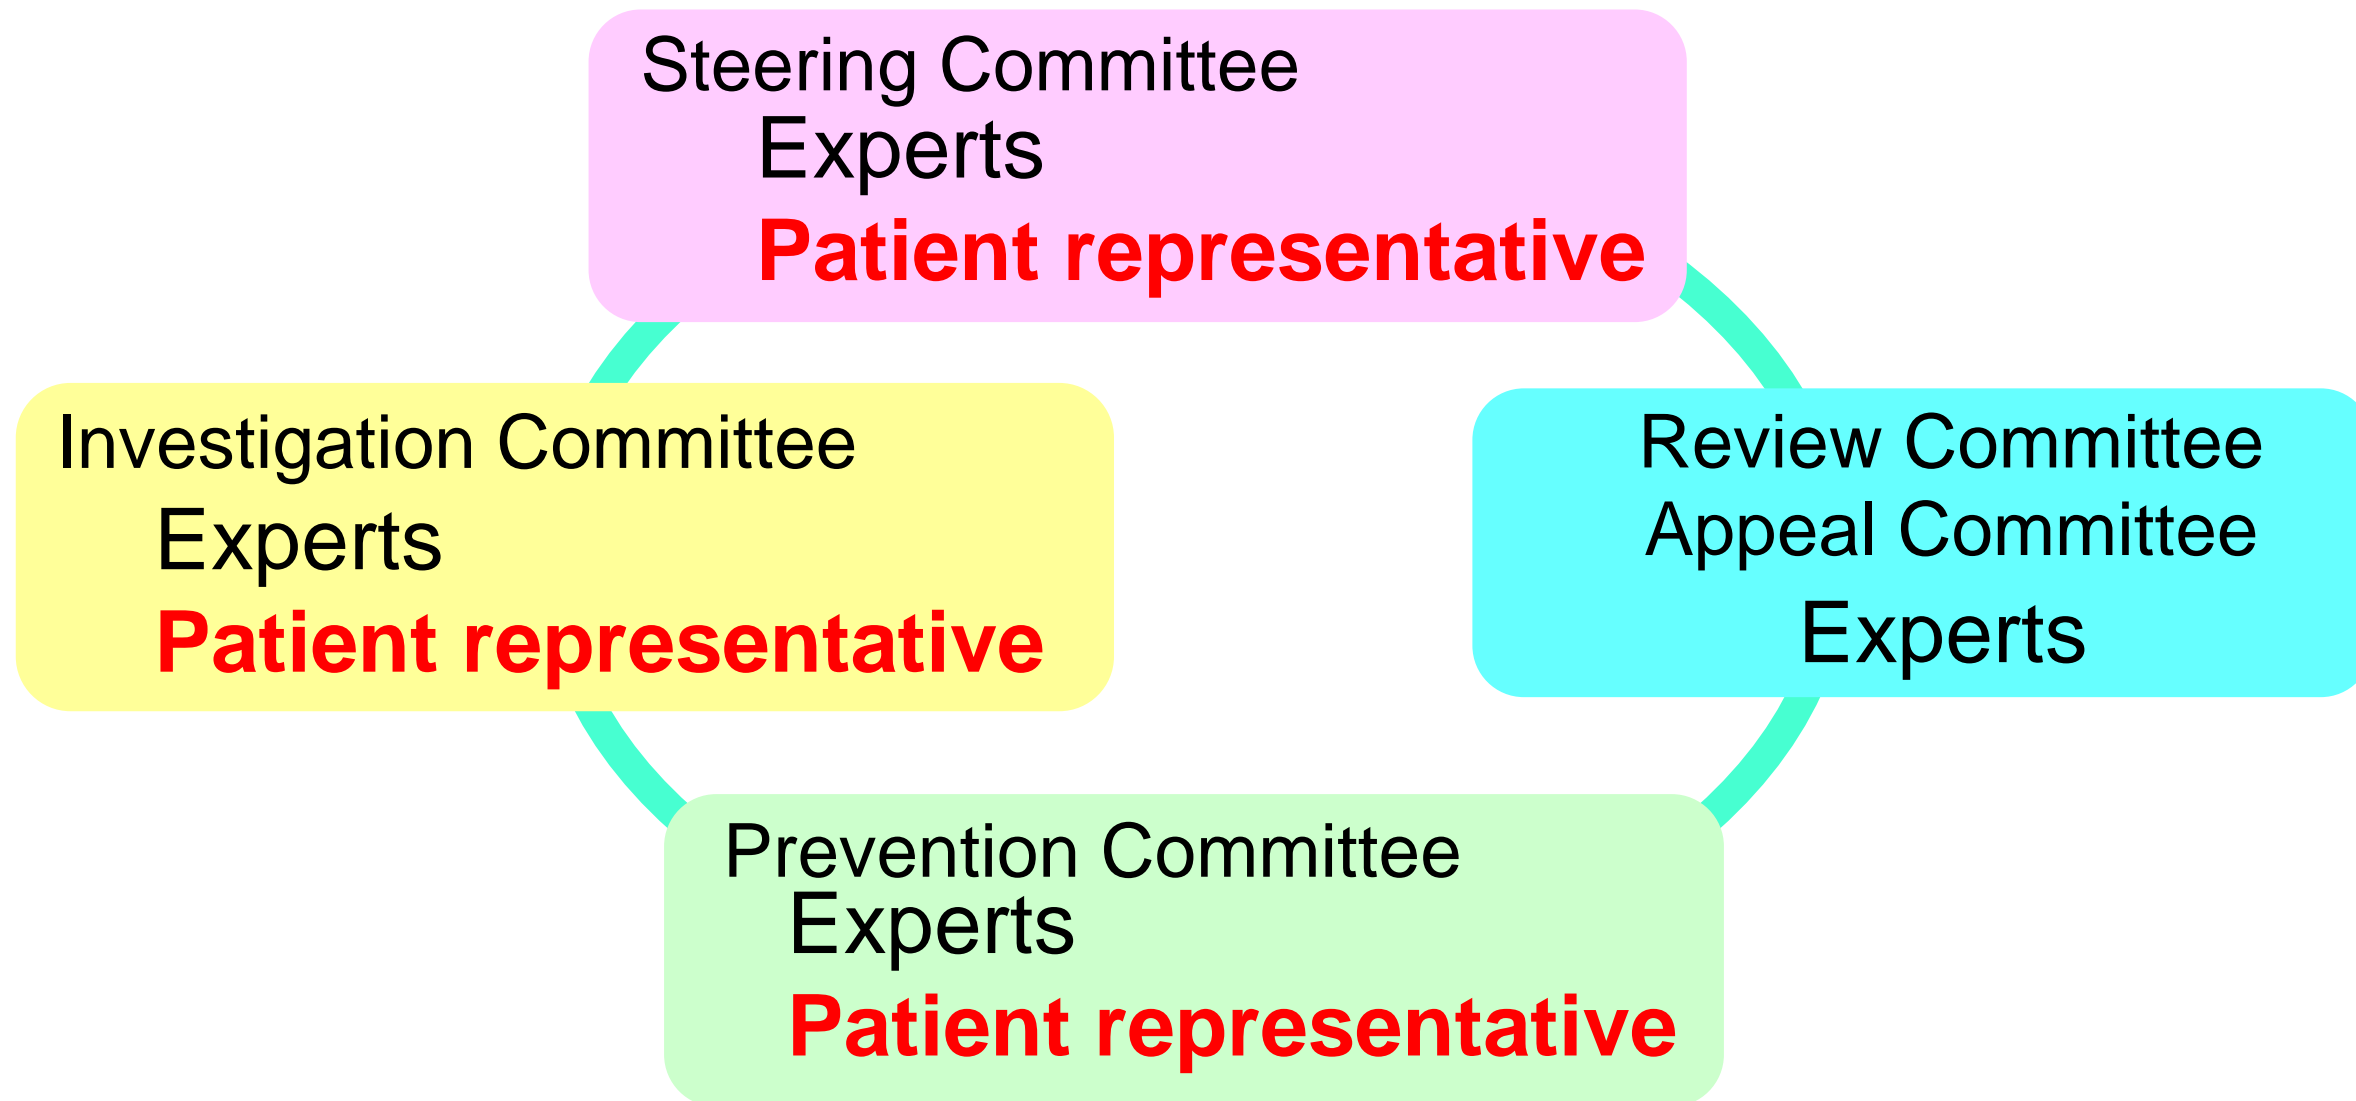 Steering Committee
Experts
Patient representative
Investigation Committee
Experts
Patient representative
Review Committee
Appeal Committee
Experts
Prevention Committee
Experts
Patient representative